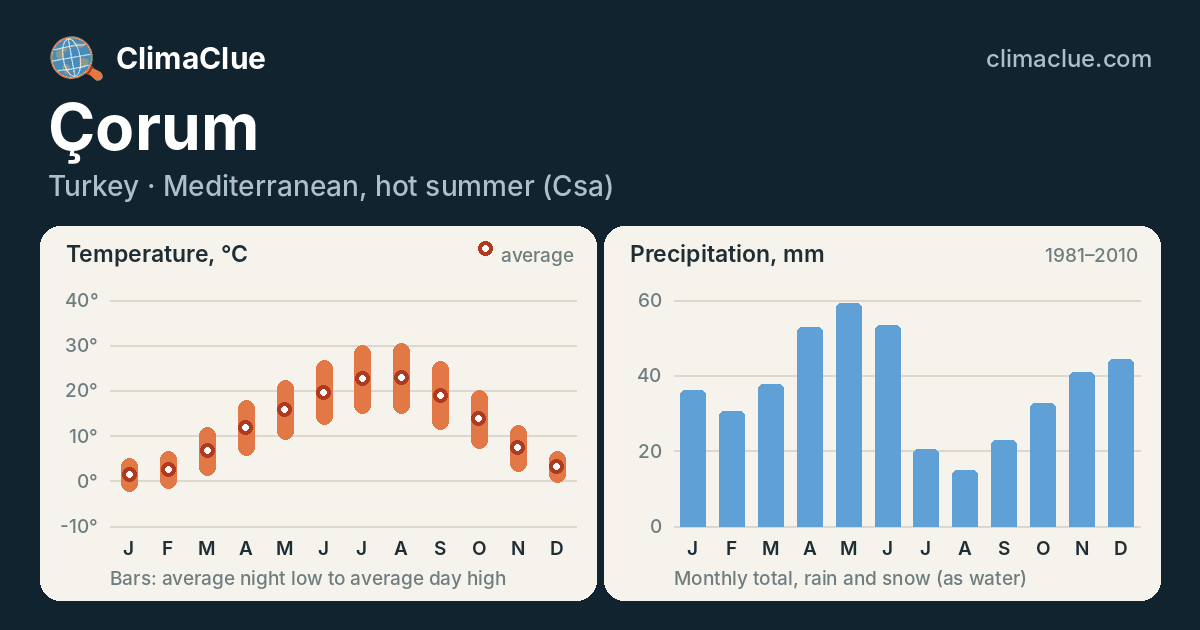 ClimaClue
climaclue.com
Çorum
Turkey · Mediterranean, hot summer (Csa)
Temperature, °C
average
40°
30°
20°
10°
0°
-10°
J F M A M J J A S O N D
Bars: average night low to average day high
Precipitation, mm
1981–2010
60
40
20
0
J F M A M J J A S O N D
Monthly total, rain and snow (as water)